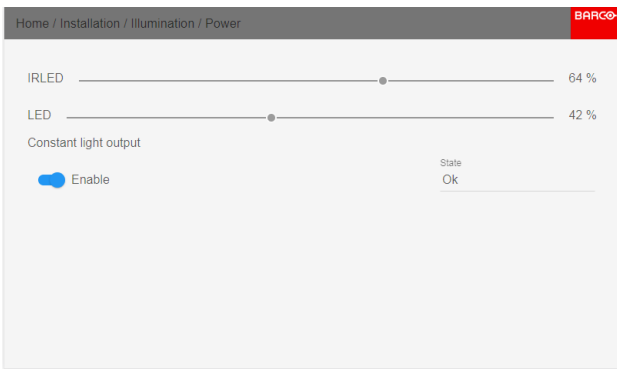 Home / Installation / Illumination / Power
BARCO
IRLED 64 %
LED 42 %
Constant light output
State
Enable Ok